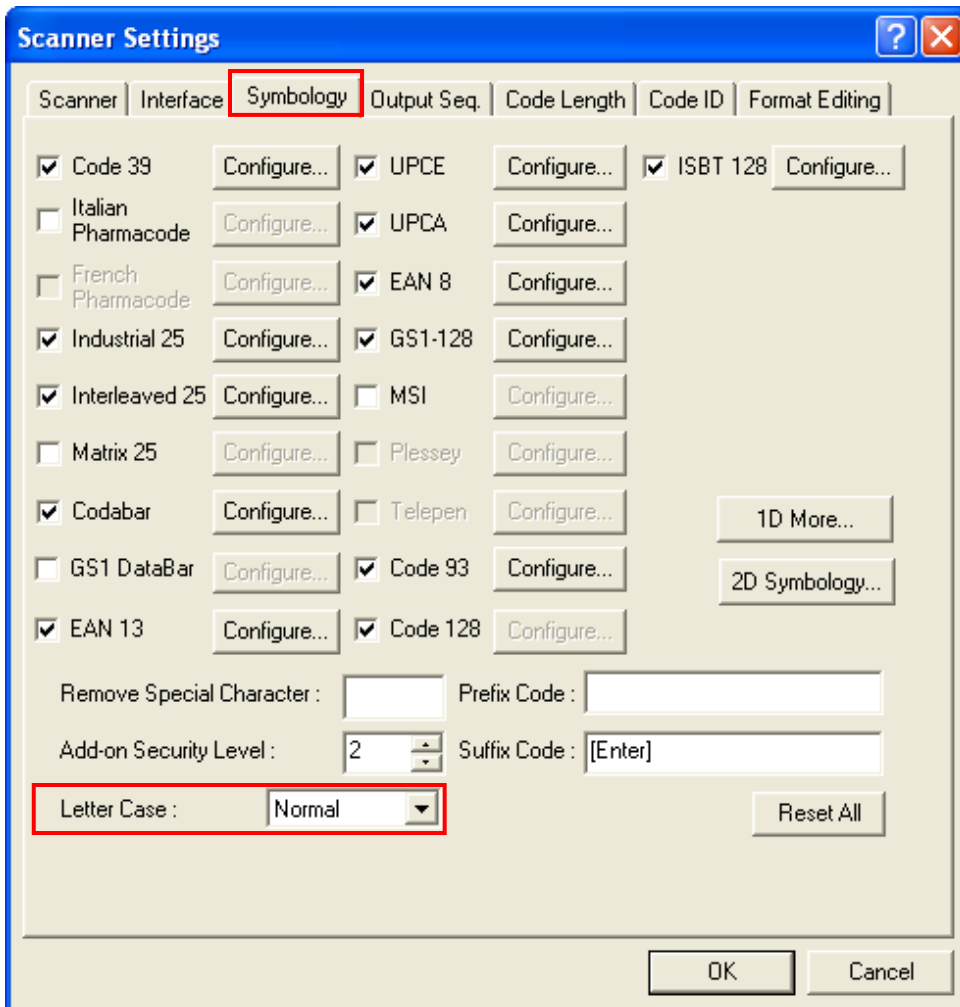 Scanner Settings
Scanner Interface Symbology Output Seq. Code Length Code ID Format Editing
Code 39 Configure... UPCE Configure... ISBT 128 Configure...
Italian
Pharmacode Configure... UPCA Configure...
French
Pharmacode Configure... EAN 8 Configure...
Industrial 25 Configure... GS1-128 Configure...
Interleaved 25 Configure... MSI Configure...
Matrix 25 Configure... Plessey Configure...
Codabar Configure... Telepen Configure... 1D More...
GS1 DataBar Configure... Code 93 Configure... 2D Symbology...
EAN 13 Configure... Code 128 Configure...
Remove Special Character : Prefix Code :
Add-on Security Level : 2 Suffix Code : [Enter]
Letter Case : Normal Reset All
OK Cancel